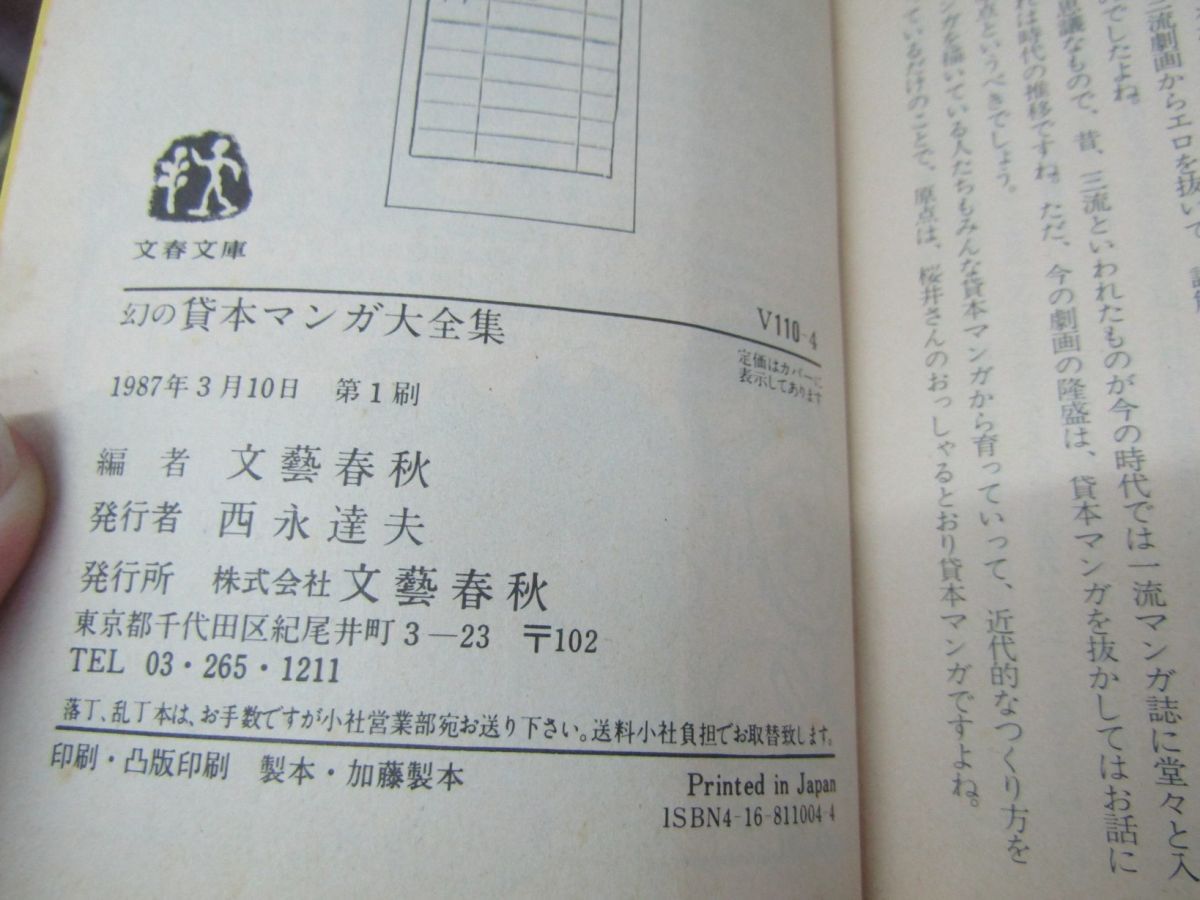 文春文庫
幻の貸本マンガ大全集
V110-4
定価はカバーに
表示してあります
1987年3月10日 第1刷
編者 文藝春秋
発行者 西永達夫
発行所 株式会社 文藝春秋
東京都千代田区紀尾井町3―23 〒102
TEL 03・265・1211
落丁、乱丁本は、お手数ですが小社営業部宛お送り下さい。送料小社負担でお取替致します。
印刷・凸版印刷 製本・加藤製本
Printed in Japan
ISBN4-16-811004-4
三流劇画からエロを抜いて、
のでしたよね。
思議なもので、昔、三流といわれたものが今の時代では一流マンガ誌に堂々と入
れは時代の推移ですね。ただ、今の劇画の隆盛は、貸本マンガを抜かしてはお話に
点というべきでしょう。
ンガを描いている人たちもみんな貸本マンガから育っていって、近代的なつくり方を
ているだけのことで、原点は、桜井さんのおっしゃるとおり貸本マンガですよね。